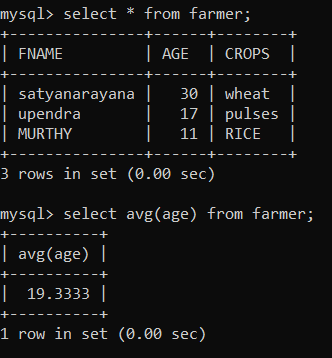 mysql> select * from farmer;
+---------------+------+--------+
| FNAME         | AGE  | CROPS  |
+---------------+------+--------+
| satyanarayana |   30 | wheat  |
| upendra       |   17 | pulses |
| MURTHY        |   11 | RICE   |
+---------------+------+--------+
3 rows in set (0.00 sec)

mysql> select avg(age) from farmer;
+----------+
| avg(age) |
+----------+
|  19.3333 |
+----------+
1 row in set (0.00 sec)